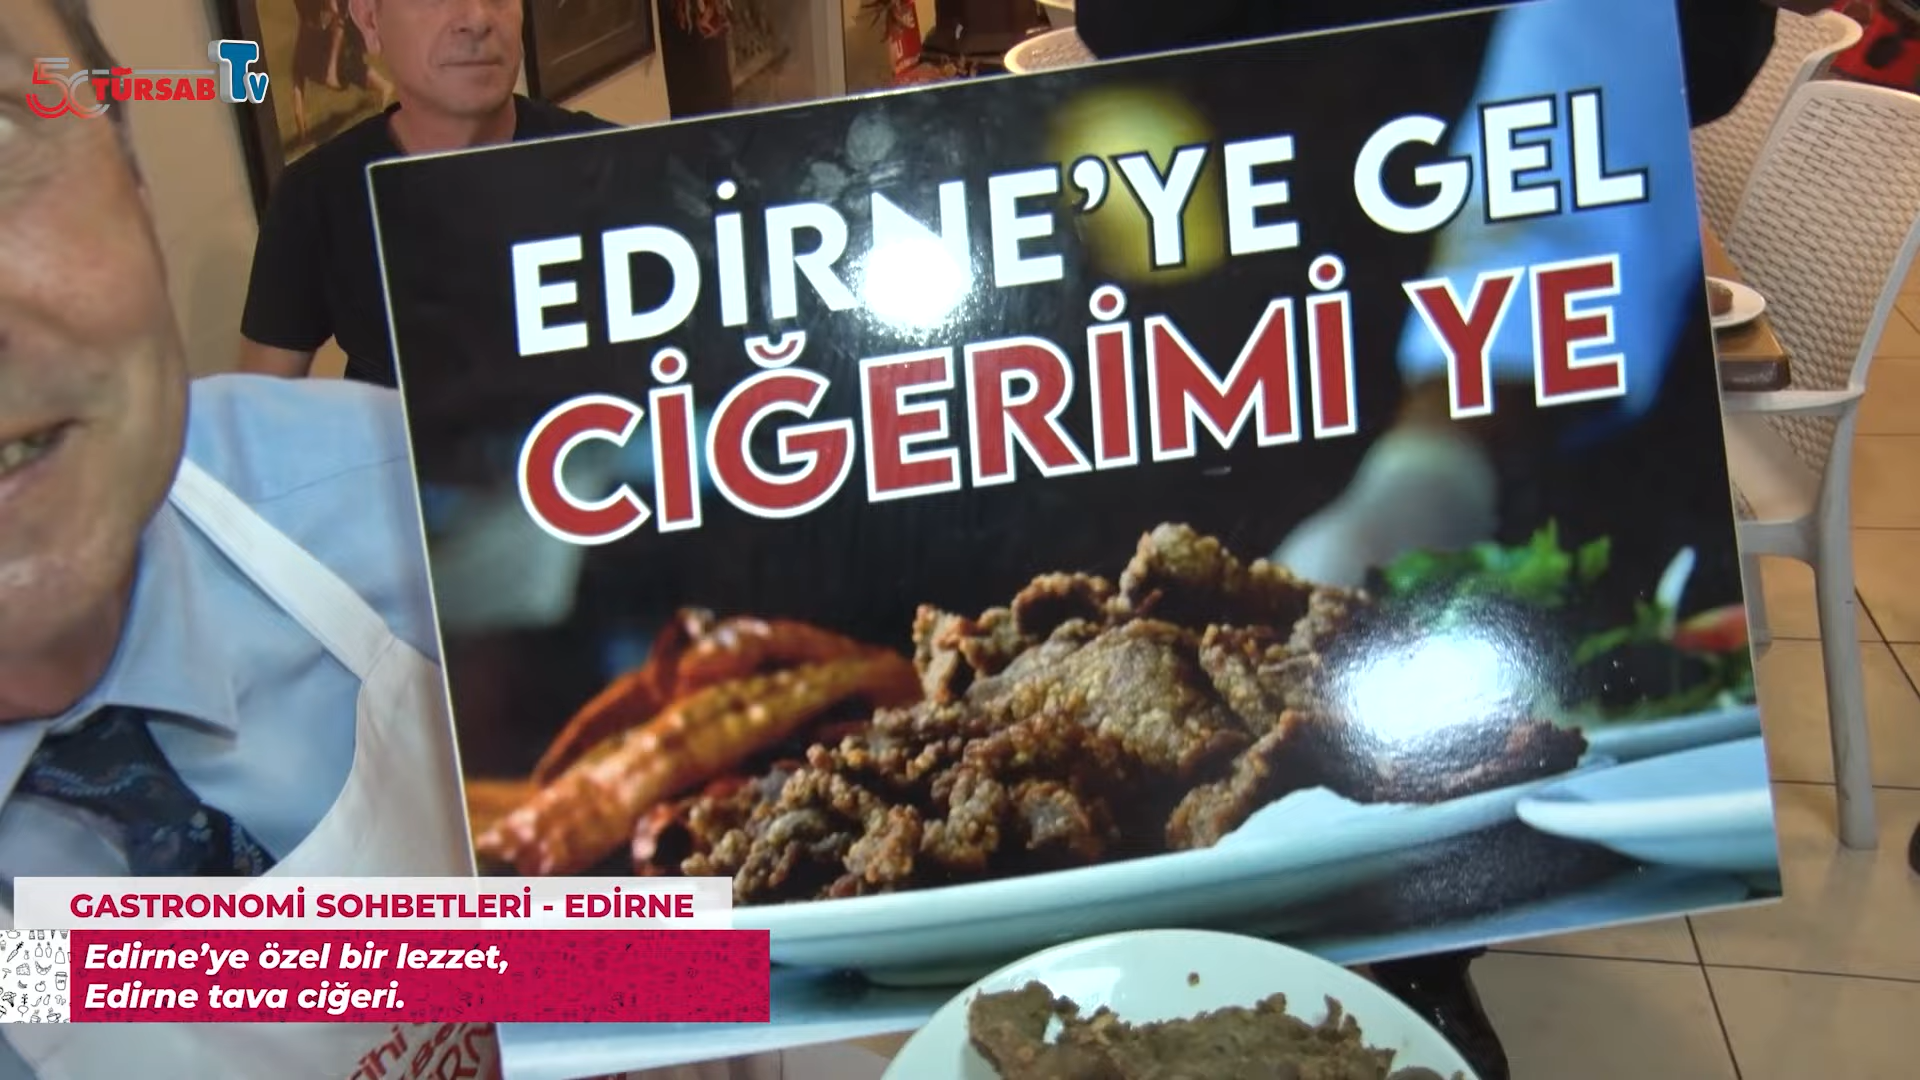 50 TÜRSAB TV
EDİRNE'YE GEL
CİĞERİMİ YE
GASTRONOMİ SOHBETLERİ - EDİRNE
Edirne'ye özel bir lezzet,
Edirne tava ciğeri.